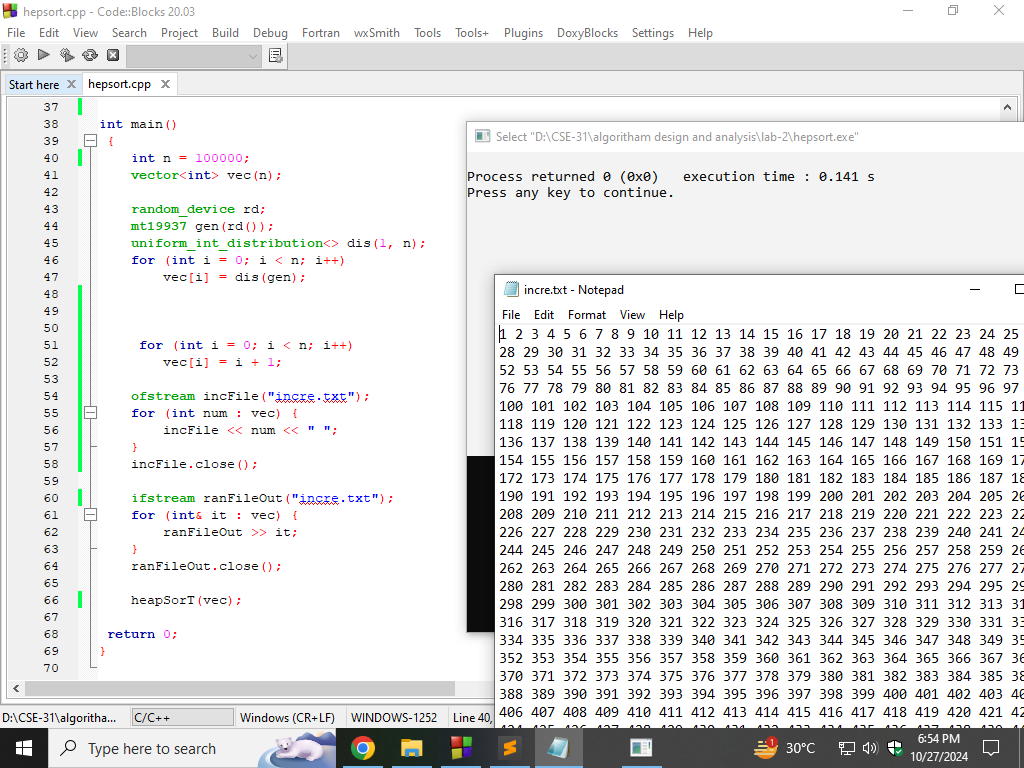 hepsort.cpp - Code::Blocks 20.03
File Edit View Search Project Build Debug Fortran wxSmith Tools Tools+ Plugins DoxyBlocks Settings Help
Start here X hepsort.cpp X
37
38 int main()
39 {
40 int n = 100000;
41 vector<int> vec(n);
42
43 random_device rd;
44 mt19937 gen(rd());
45 uniform_int_distribution<> dis(1, n);
46 for (int i = 0; i < n; i++)
47 vec[i] = dis(gen);
48
49
50
51 for (int i = 0; i < n; i++)
52 vec[i] = i + 1;
53
54 ofstream incFile("incre.txt");
55 for (int num : vec) {
56 incFile << num << " ";
57 }
58 incFile.close();
59
60 ifstream ranFileOut("incre.txt");
61 for (int& it : vec) {
62 ranFileOut >> it;
63 }
64 ranFileOut.close();
65
66 heapSorT(vec);
67
68 return 0;
69 }
70
Select "D:\CSE-31\algoritham design and analysis\lab-2\hepsort.exe"
Process returned 0 (0x0) execution time : 0.141 s
Press any key to continue.
incre.txt - Notepad
File Edit Format View Help
1 2 3 4 5 6 7 8 9 10 11 12 13 14 15 16 17 18 19 20 21 22 23 24 25
28 29 30 31 32 33 34 35 36 37 38 39 40 41 42 43 44 45 46 47 48 49
52 53 54 55 56 57 58 59 60 61 62 63 64 65 66 67 68 69 70 71 72 73
76 77 78 79 80 81 82 83 84 85 86 87 88 89 90 91 92 93 94 95 96 97
100 101 102 103 104 105 106 107 108 109 110 111 112 113 114 115 11
118 119 120 121 122 123 124 125 126 127 128 129 130 131 132 133 13
136 137 138 139 140 141 142 143 144 145 146 147 148 149 150 151 15
154 155 156 157 158 159 160 161 162 163 164 165 166 167 168 169 17
172 173 174 175 176 177 178 179 180 181 182 183 184 185 186 187 18
190 191 192 193 194 195 196 197 198 199 200 201 202 203 204 205 20
208 209 210 211 212 213 214 215 216 217 218 219 220 221 222 223 22
226 227 228 229 230 231 232 233 234 235 236 237 238 239 240 241 24
244 245 246 247 248 249 250 251 252 253 254 255 256 257 258 259 26
262 263 264 265 266 267 268 269 270 271 272 273 274 275 276 277 27
280 281 282 283 284 285 286 287 288 289 290 291 292 293 294 295 29
298 299 300 301 302 303 304 305 306 307 308 309 310 311 312 313 31
316 317 318 319 320 321 322 323 324 325 326 327 328 329 330 331 33
334 335 336 337 338 339 340 341 342 343 344 345 346 347 348 349 35
352 353 354 355 356 357 358 359 360 361 362 363 364 365 366 367 36
370 371 372 373 374 375 376 377 378 379 380 381 382 383 384 385 38
388 389 390 391 392 393 394 395 396 397 398 399 400 401 402 403 40
406 407 408 409 410 411 412 413 414 415 416 417 418 419 420 421 42
D:\CSE-31\algoritha... C/C++ Windows (CR+LF) WINDOWS-1252 Line 40,
Type here to search
1
30°C
6:54 PM
10/27/2024